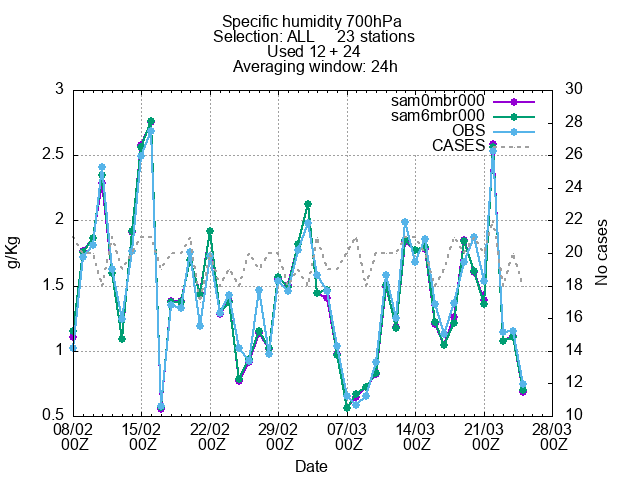 Specific humidity 700hPa
Selection: ALL 23 stations
Used 12 + 24
Averaging window: 24h
sam0mbr000
sam6mbr000
OBS
CASES
3
2.5
2
1.5
1
0.5
g/Kg
30
28
26
24
22
20
18
16
14
12
10
No cases
08/02 15/02 22/02 29/02 07/03 14/03 21/03 28/03
00Z 00Z 00Z 00Z 00Z 00Z 00Z 00Z
Date